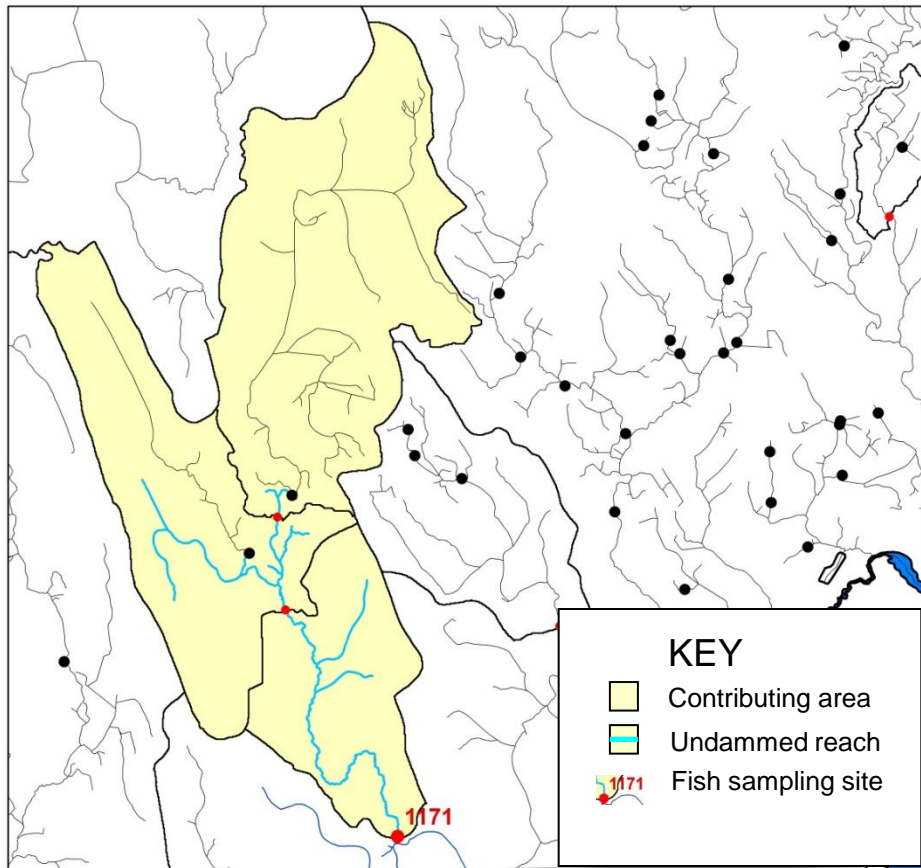 1171
KEY
Contributing area
Undammed reach
1171
Fish sampling site